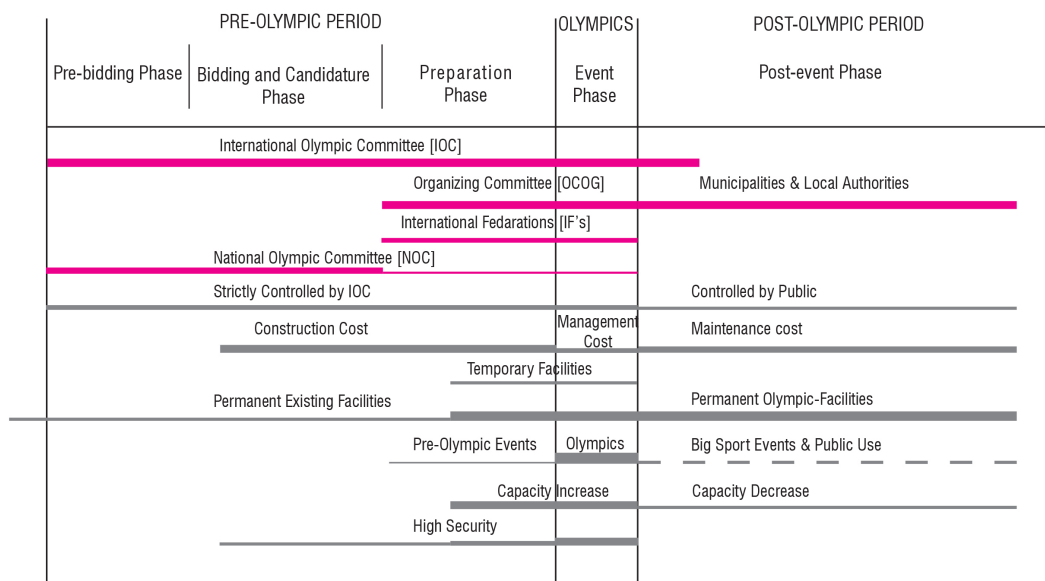 PRE-OLYMPIC PERIOD
OLYMPICS
POST-OLYMPIC PERIOD
Pre-bidding Phase
Bidding and Candidature
Phase
Preparation
Phase
Event
Phase
Post-event Phase
International Olympic Committee [IOC]
Organizing Committee [OCOG]
Municipalities & Local Authorities
International Fedarations [IF's]
National Olympic Committee [NOC]
Strictly Controlled by IOC
Controlled by Public
Construction Cost
Management
Cost
Maintenance cost
Temporary Facilities
Permanent Existing Facilities
Permanent Olympic-Facilities
Pre-Olympic Events
Olympics
Big Sport Events & Public Use
Capacity Increase
Capacity Decrease
High Security